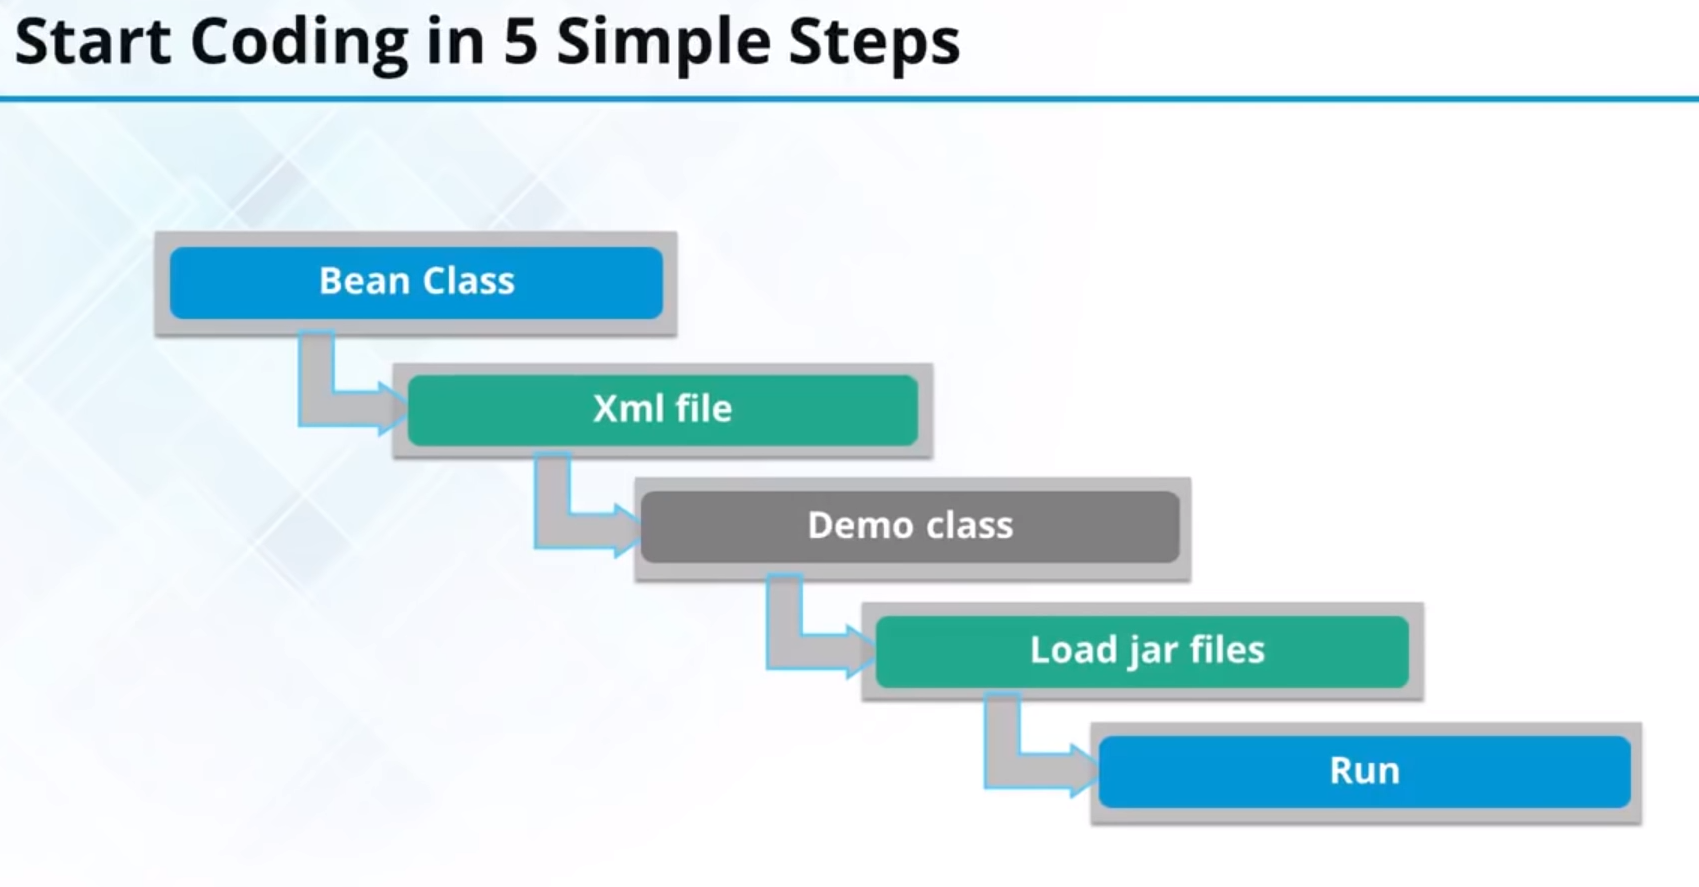 Start Coding in 5 Simple Steps
Bean Class
Xml file
Demo class
Load jar files
Run